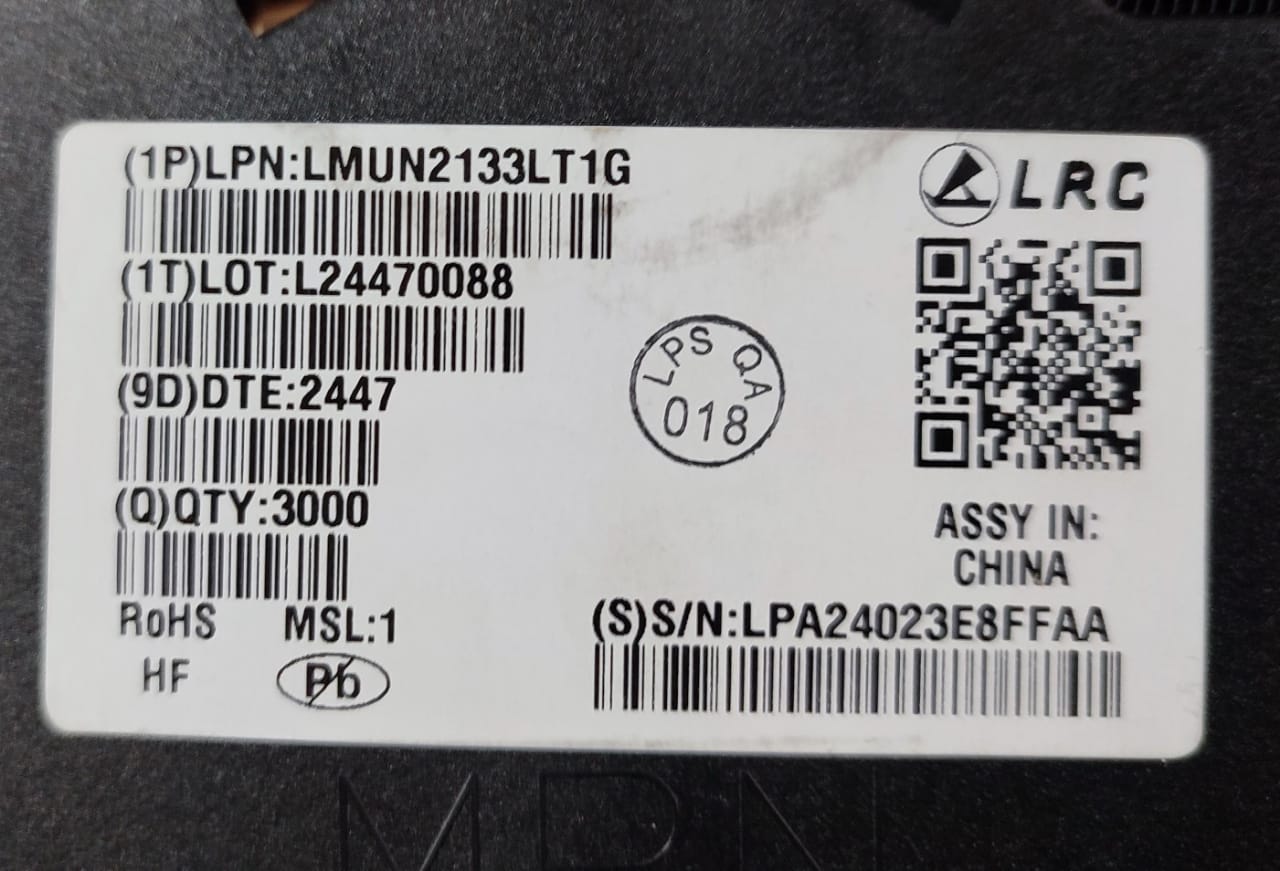 (1P)LPN:LMUN2133LT1G
LRC
(1T)LOT:L24470088
(9D)DTE:2447
LPS QA
018
(Q)QTY:3000
ASSY IN:
CHINA
RoHS MSL:1
(S)S/N:LPA24023E8FFAA
HF Pb